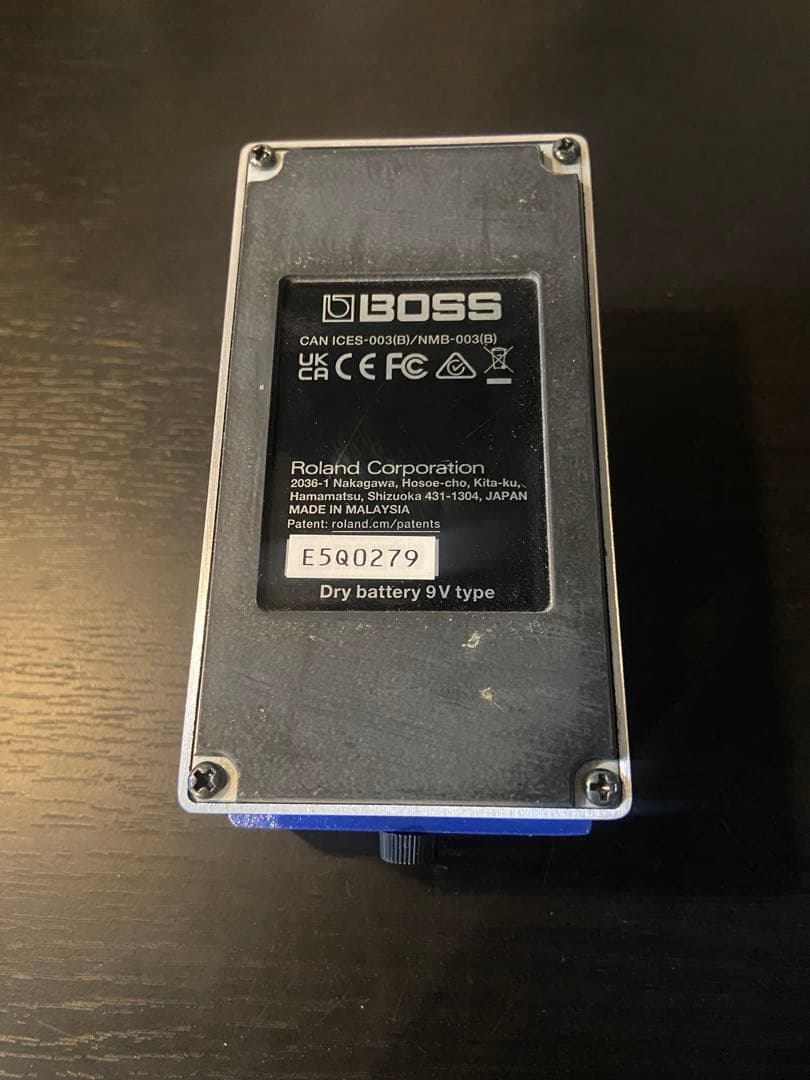 BOSS
CAN ICES-003(B)/NMB-003(B)
UK CA CE FC
Roland Corporation
2036-1 Nakagawa, Hosoe-cho, Kita-ku,
Hamamatsu, Shizuoka 431-1304, JAPAN
MADE IN MALAYSIA
Patent: roland.cm/patents
E5Q0279
Dry battery 9V type